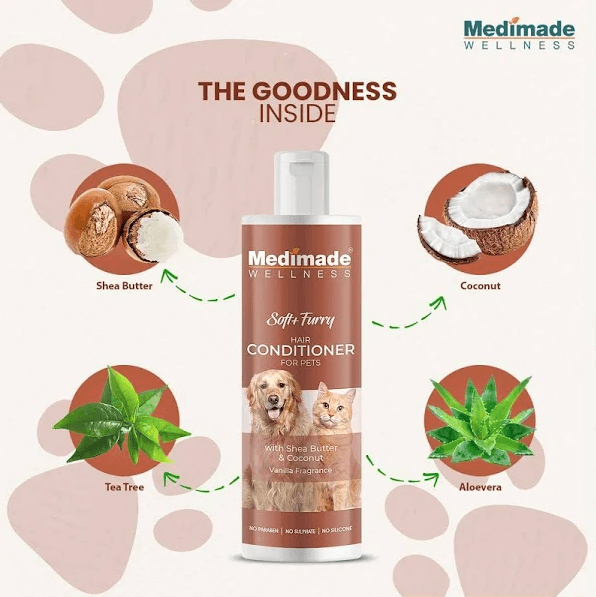 Medimade
WELLNESS
THE GOODNESS
INSIDE
Shea Butter
Coconut
Medimade®
WELLNESS
Soft+ Furry
HAIR
CONDITIONER
FOR PETS
with Shea Butter
& Coconut
Vanilla Fragrance
NO PARABEN | NO SULPHATE | NO SILICONE
Tea Tree
Aloevera